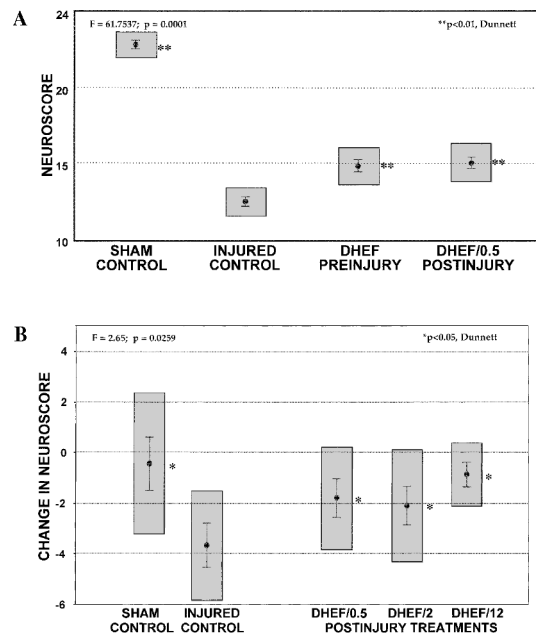 A
F = 61.7537; p = 0.0001
**p<0.01, Dunnett
NEUROSCORE
24
20
15
10
**
**
**
SHAM CONTROL
INJURED CONTROL
DHEF PREINJURY
DHEF/0.5 POSTINJURY
B
F = 2.65; p = 0.0259
*p<0.05, Dunnett
CHANGE IN NEUROSCORE
4
2
0
-2
-4
-6
*
*
*
*
SHAM CONTROL
INJURED CONTROL
DHEF/0.5 DHEF/2 DHEF/12
POSTINJURY TREATMENTS